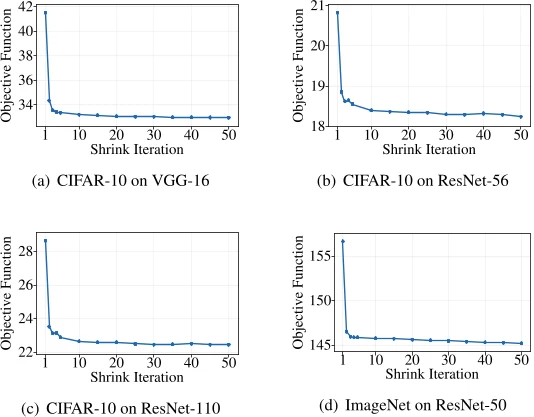 42
40
38
36
34
Objective Function
1 10 20 30 40 50
Shrink Iteration
(a) CIFAR-10 on VGG-16
21
20
19
18
Objective Function
1 10 20 30 40 50
Shrink Iteration
(b) CIFAR-10 on ResNet-56
28
26
24
22
Objective Function
1 10 20 30 40 50
Shrink Iteration
(c) CIFAR-10 on ResNet-110
155
150
145
Objective Function
1 10 20 30 40 50
Shrink Iteration
(d) ImageNet on ResNet-50